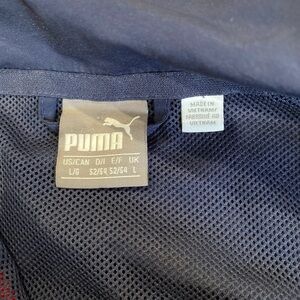 PUMA
US/CAN D/I E/F UK
L/G 52/54 52/54 L
MADE IN
VIETNAM/
FABRIQUÉ AU
VIETNAM